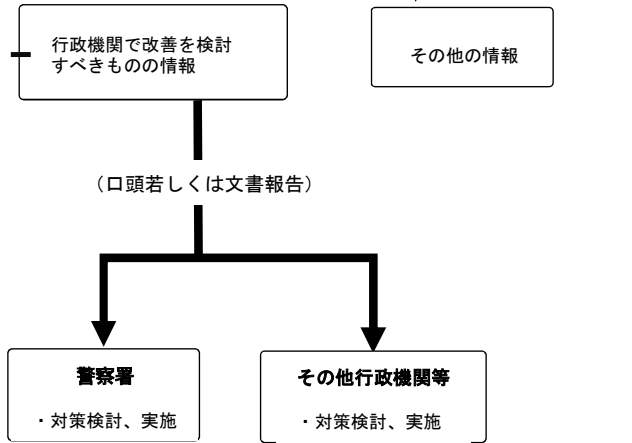 行政機関で改善を検討
すべきものの情報
その他の情報
（口頭若しくは文書報告）
警察署
・対策検討、実施
その他行政機関等
・対策検討、実施